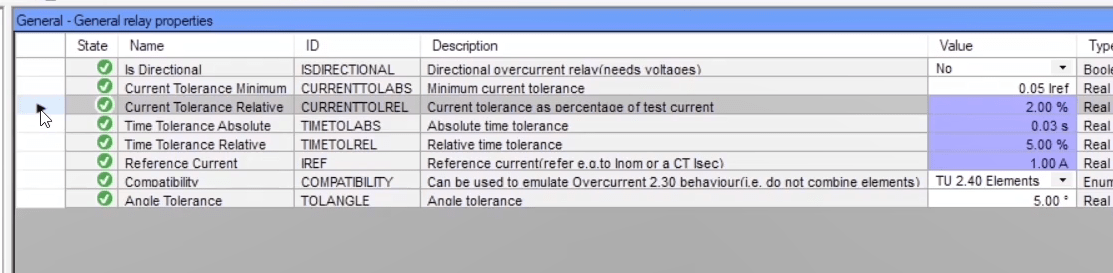 General - General relay properties
State Name ID Description Value Type
Is Directional ISDIRECTIONAL Directional overcurrent relay(needs voltages) No Boole
Current Tolerance Minimum CURRENTTOLABS Minimum current tolerance 0.05 Iref Real
Current Tolerance Relative CURRENTTOLREL Current tolerance as percentage of test current 2.00 % Real
Time Tolerance Absolute TIMETOLABS Absolute time tolerance 0.03 s Real
Time Tolerance Relative TIMETOLREL Relative time tolerance 5.00 % Real
Reference Current IREF Reference current(refer e.g.to Inom or a CT Isec) 1.00 A Real
Compatibility COMPATIBILITY Can be used to emulate Overcurrent 2.30 behaviour(i.e. do not combine elements) TU 2.40 Elements Enum
Angle Tolerance TOLANGLE Angle tolerance 5.00 ° Real